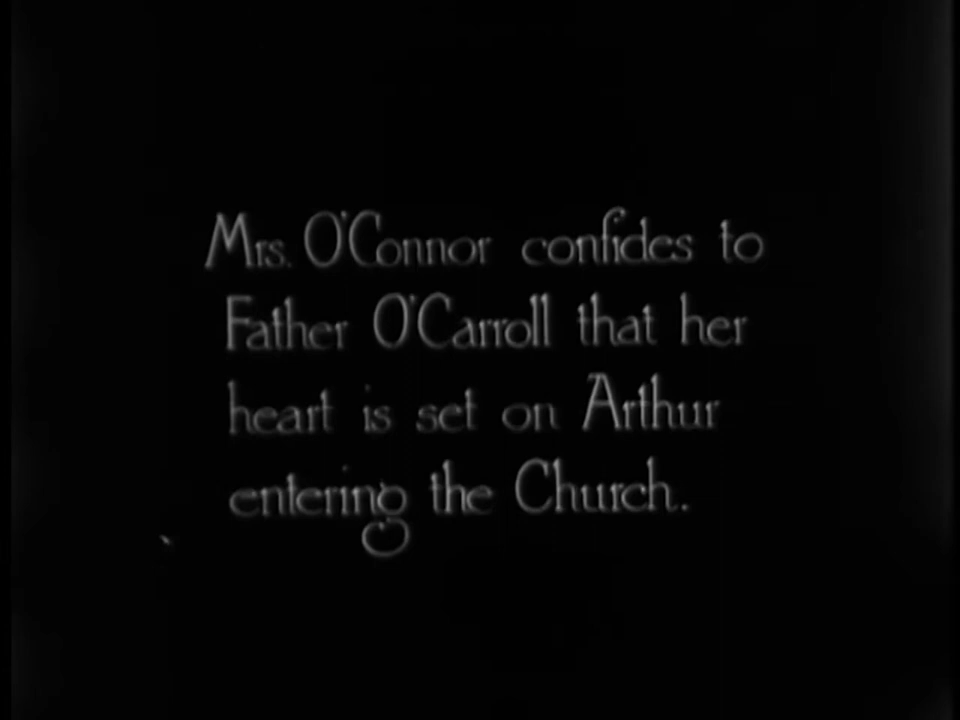 Mrs. O'Connor confides to
Father O'Carroll that her
heart is set on Arthur
entering the Church.